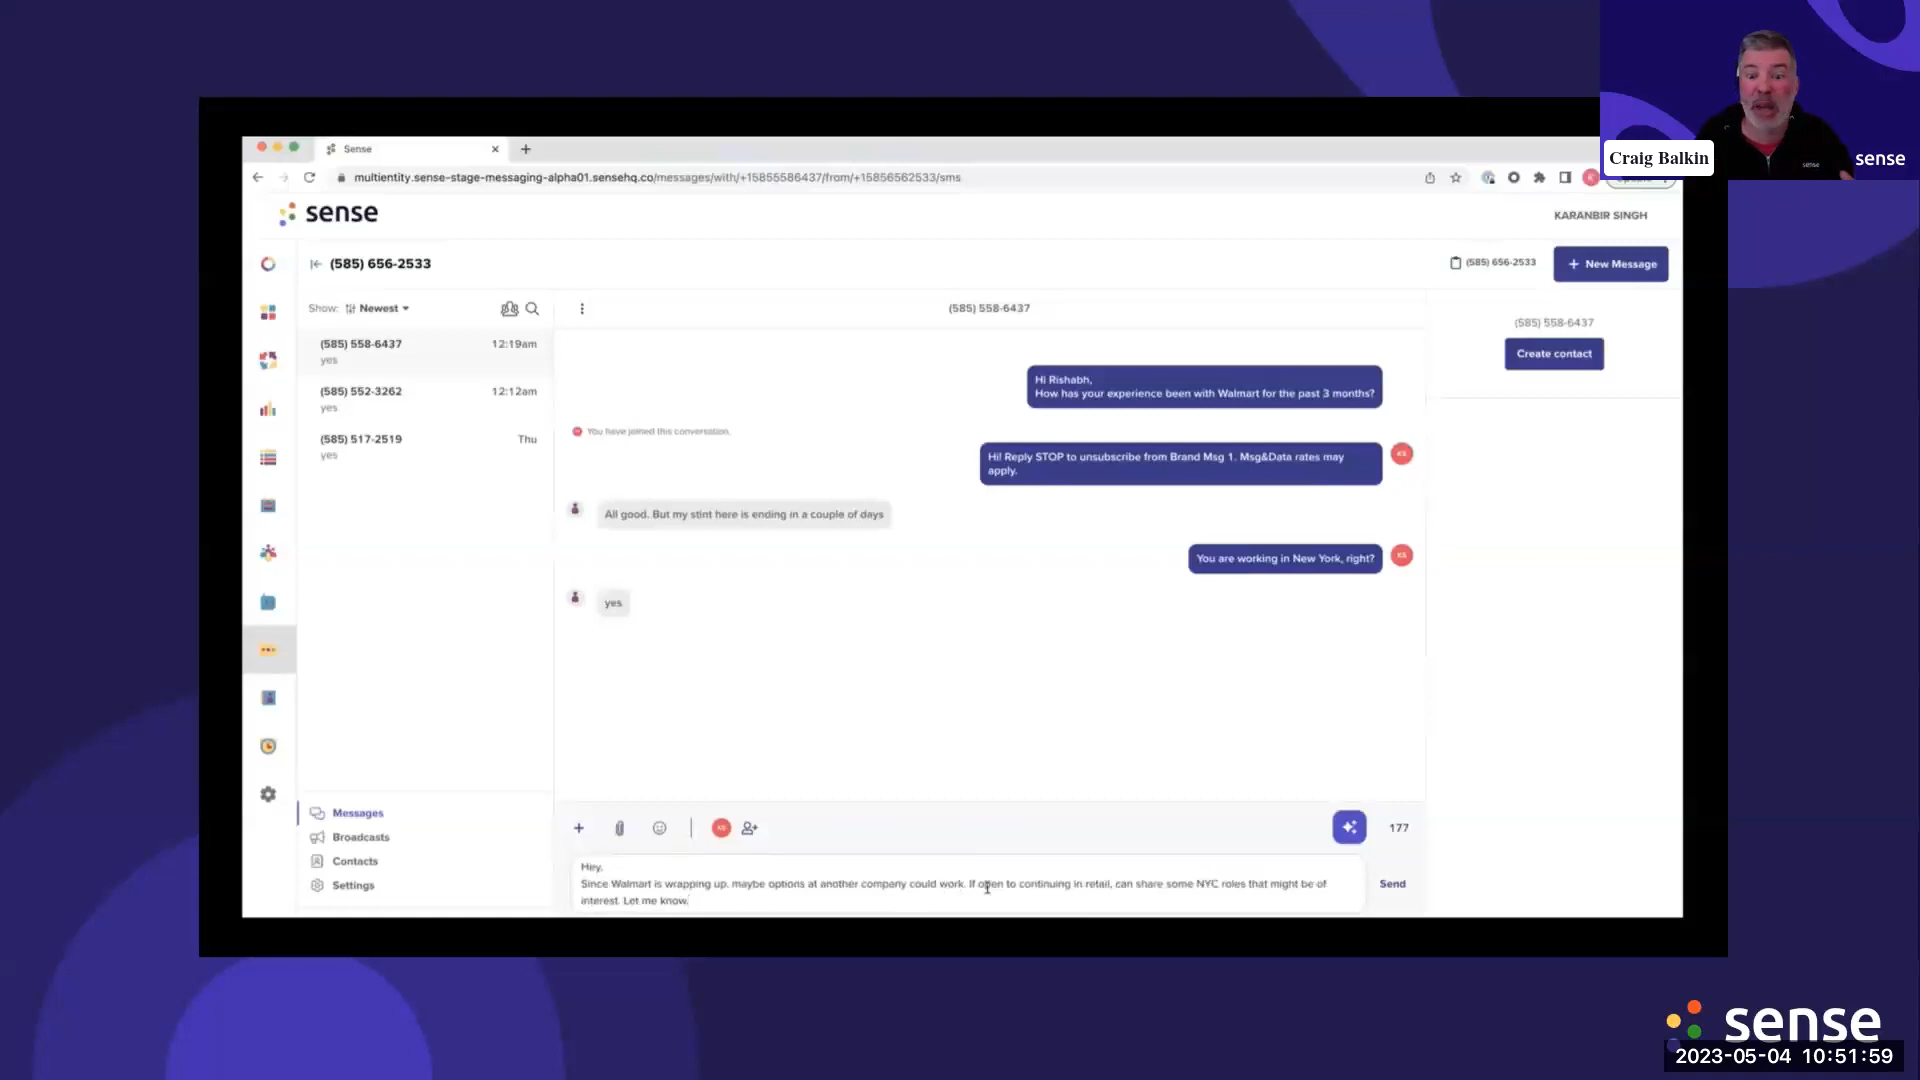 Craig Balkin
sense
Sense
multientity.sense-stage-messaging-alpha01.sensehq.co/messages/with/+15855586437/from/+15856562533/sms
sense
KARANBIR SINGH
(585) 656-2533
(585) 656-2533
+ New Message
Show: Newest
(585) 558-6437
(585) 558-6437 12:19am
yes
(585) 552-3262 12:12am
yes
(585) 517-2519 Thu
yes
Hi Rishabh,
How has your experience been with Walmart for the past 3 months?
You have joined this conversation.
Hi! Reply STOP to unsubscribe from Brand Msg 1. Msg&Data rates may
apply.
KS
All good. But my stint here is ending in a couple of days
You are working in New York, right?
KS
yes
(585) 558-6437
Create contact
Messages
Broadcasts
Contacts
Settings
KS
177
Hey,
Since Walmart is wrapping up, maybe options at another company could work. If open to continuing in retail, can share some NYC roles that might be of
interest. Let me know.
Send
sense
2023-05-04 10:51:59